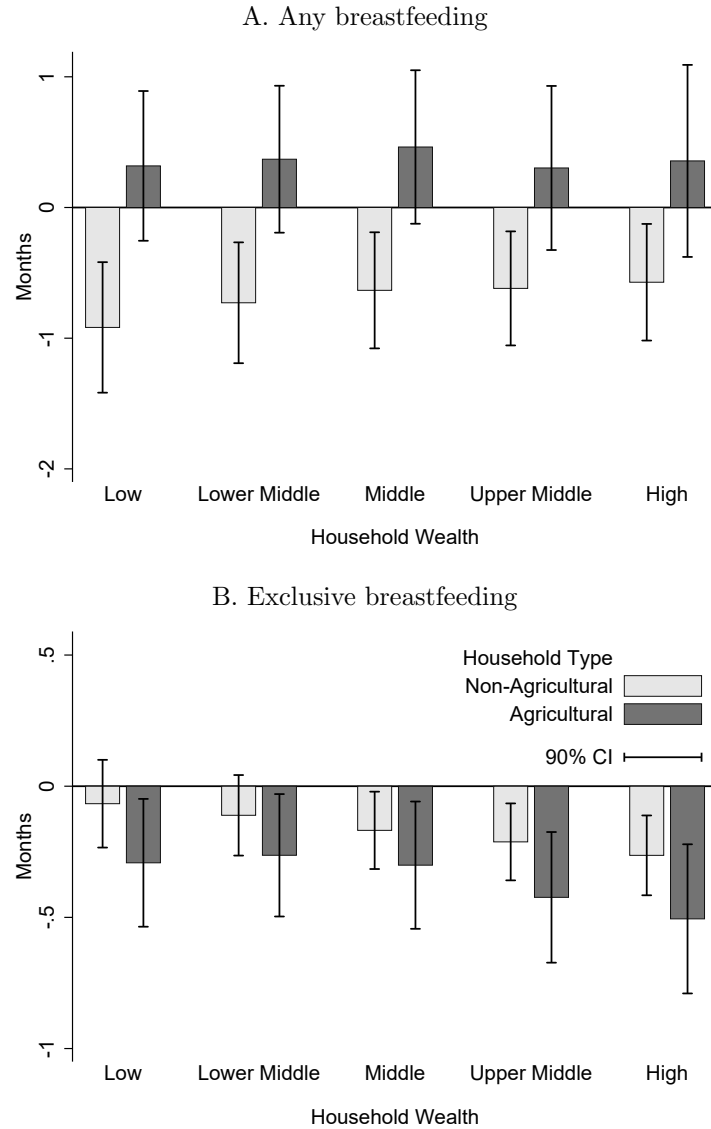 A. Any breastfeeding
1
0
-1
-2
Months
Low Lower Middle Middle Upper Middle High
Household Wealth
B. Exclusive breastfeeding
.5
0
-.5
-1
Months
Household Type
Non-Agricultural
Agricultural
90% CI
Low Lower Middle Middle Upper Middle High
Household Wealth